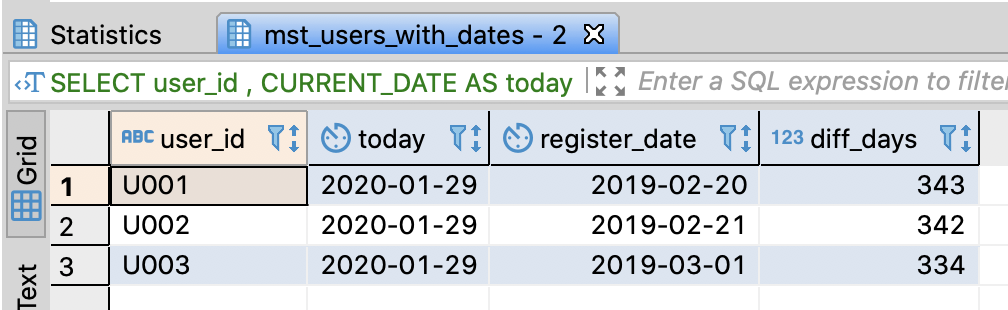 Statistics mst_users_with_dates - 2
SELECT user_id , CURRENT_DATE AS today Enter a SQL expression to filter
Grid
Text
ABC user_id today register_date 123 diff_days
1 U001 2020-01-29 2019-02-20 343
2 U002 2020-01-29 2019-02-21 342
3 U003 2020-01-29 2019-03-01 334